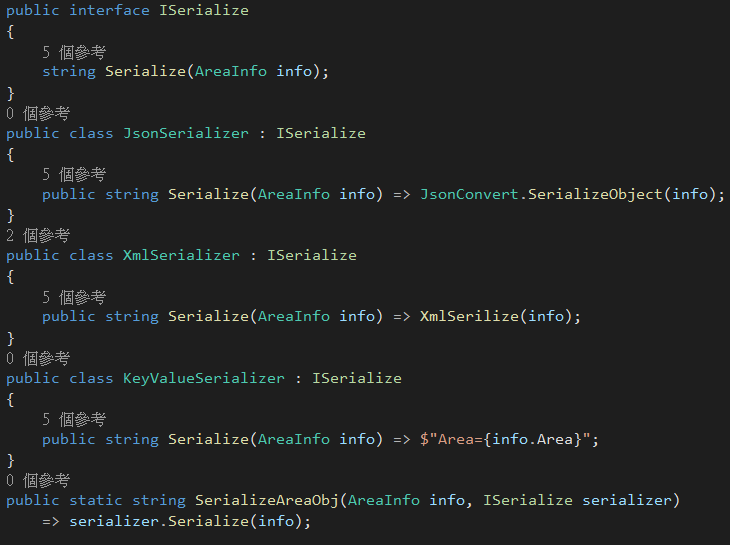 public interface ISerialize
{
    5 個參考
    string Serialize(AreaInfo info);
}
0 個參考
public class JsonSerializer : ISerialize
{
    5 個參考
    public string Serialize(AreaInfo info) => JsonConvert.SerializeObject(info);
}
2 個參考
public class XmlSerializer : ISerialize
{
    5 個參考
    public string Serialize(AreaInfo info) => XmlSerilize(info);
}
0 個參考
public class KeyValueSerializer : ISerialize
{
    5 個參考
    public string Serialize(AreaInfo info) => $"Area={info.Area}";
}
0 個參考
public static string SerializeAreaObj(AreaInfo info, ISerialize serializer)
    => serializer.Serialize(info);